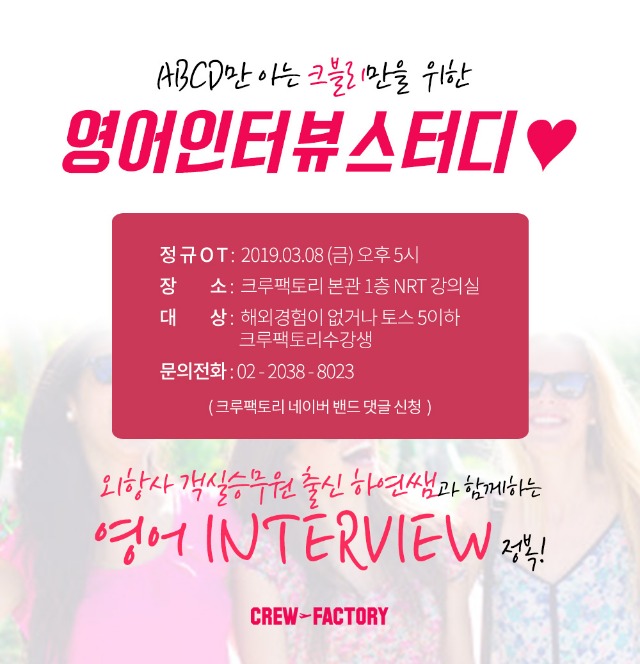 ABCD만 아는 크블리만을 위한
영어인터뷰스터디♥
정규OT : 2019.03.08 (금) 오후 5시
장 소 : 크루팩토리 본관 1층 NRT 강의실
대 상 : 해외경험이 없거나 토스 5이하
크루팩토리수강생
문의전화 : 02 - 2038 - 8023
( 크루팩토리 네이버 밴드 댓글 신청 )
외항사 객실승무원 출신 하연쌤과 함께하는
영어 INTERVIEW 정복!
CREW FACTORY